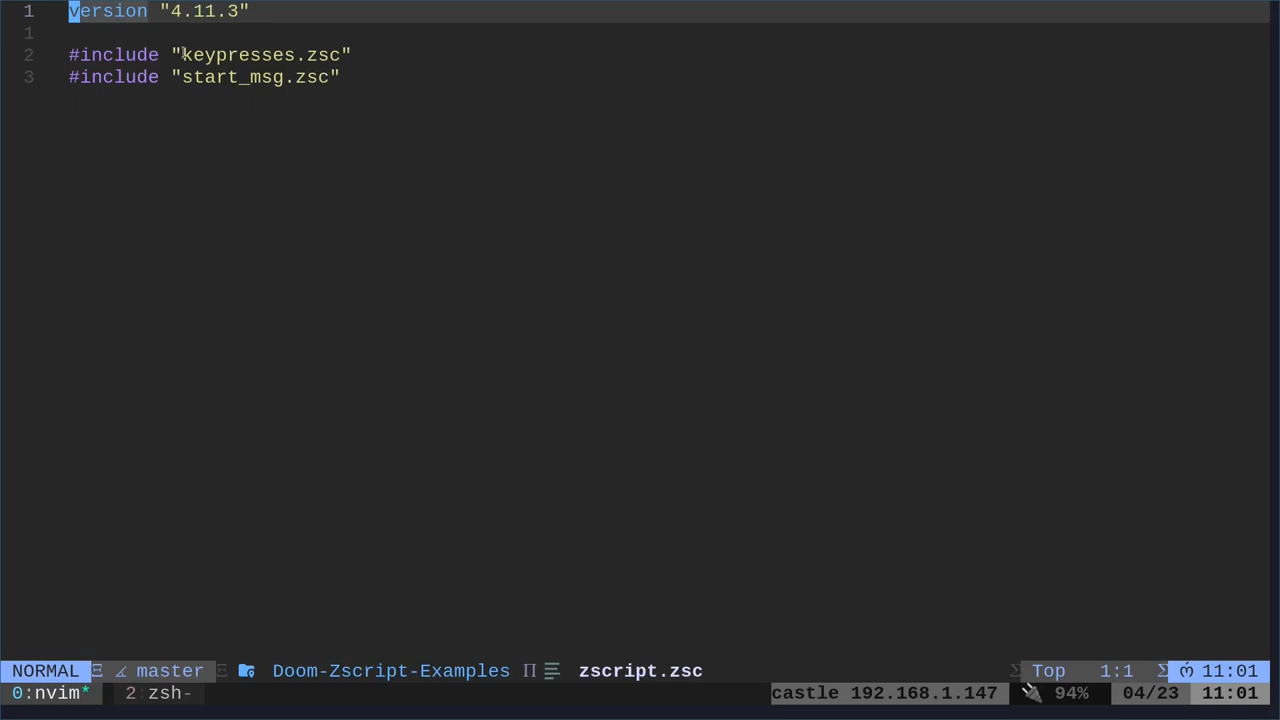 1 version "4.11.3"
1
2 #include "keypresses.zsc"
3 #include "start_msg.zsc"
NORMAL Ξ ∡ master Ξ Doom-Zscript-Examples Π zscript.zsc Σ Top 1:1 Σ 11:01
0:nvim* 2 zsh- castle 192.168.1.147 94% 04/23 11:01